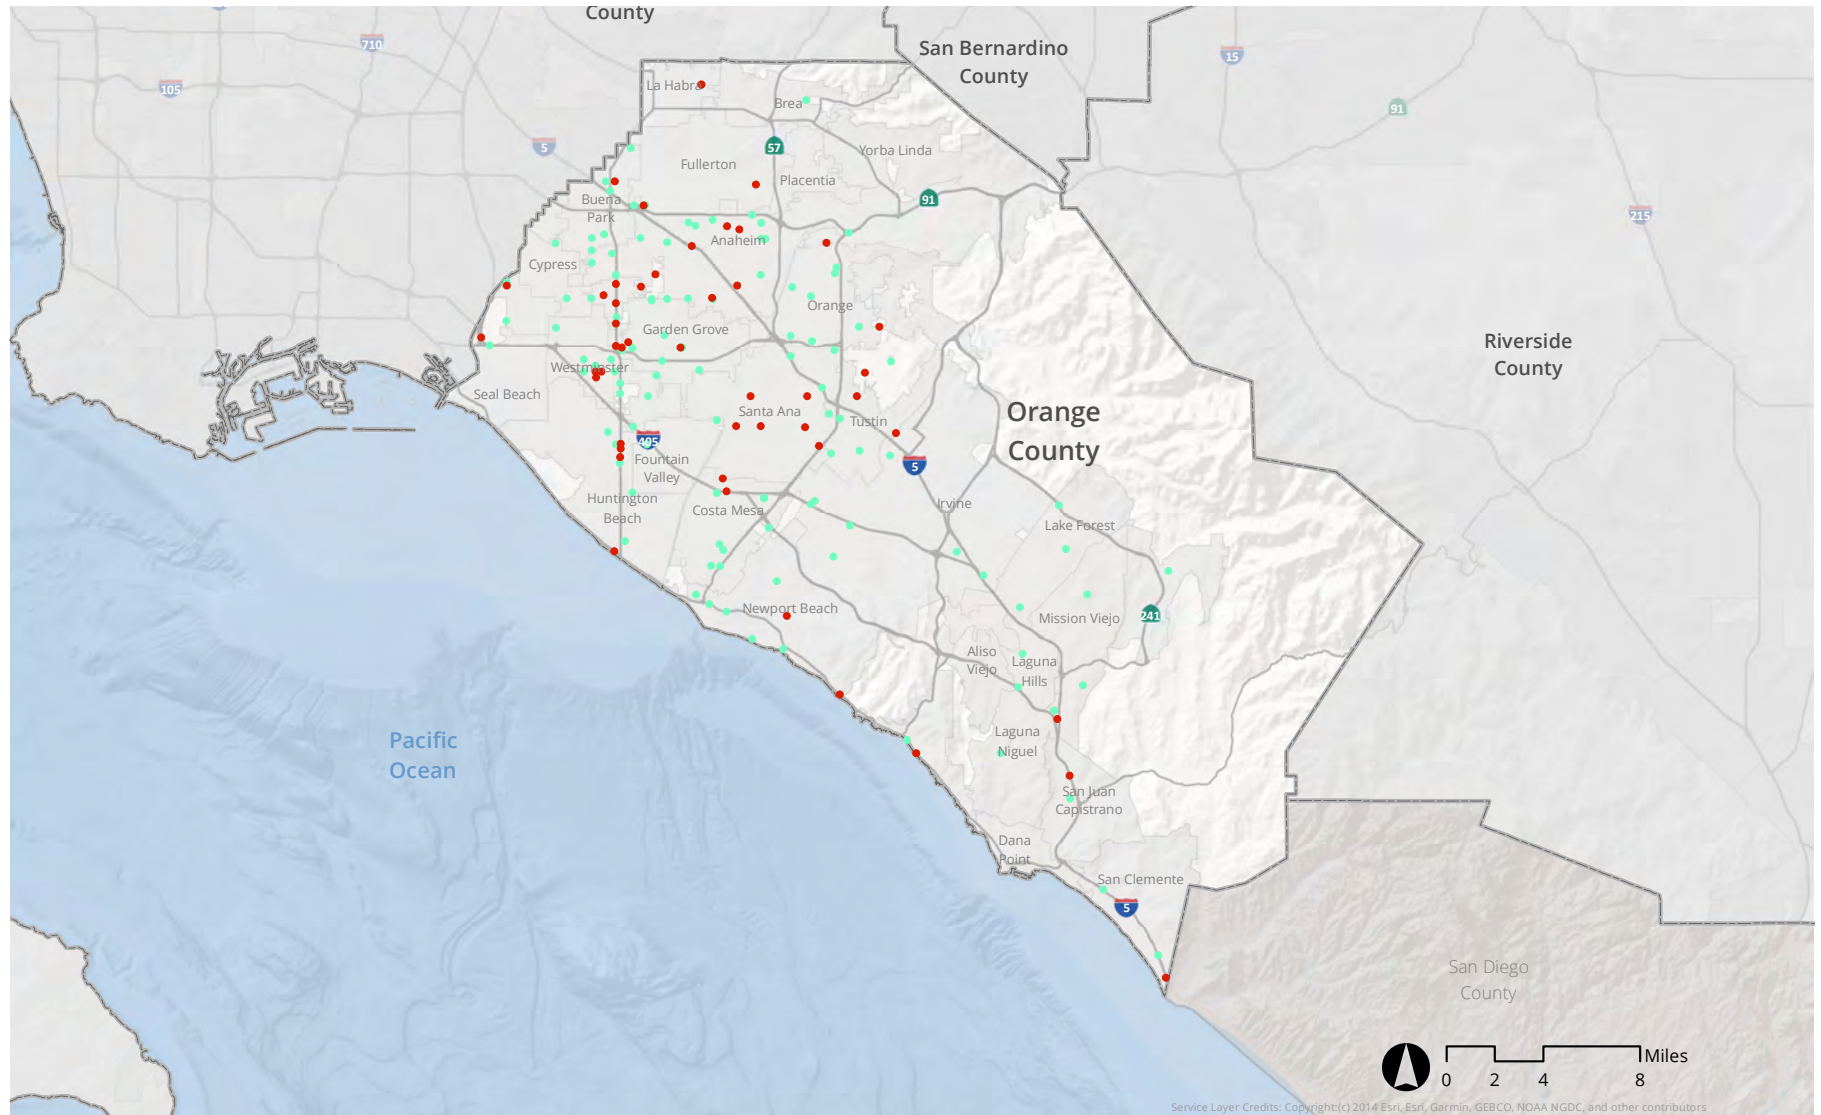 County
San Bernardino
County
710
15
105
La Habra
Brea
91
5
57
Fullerton
Yorba Linda
Placentia
Buena
Park
91
215
Anaheim
Cypress
Orange
Garden Grove
Riverside
County
Westminster
Seal Beach
Santa Ana
Tustin
Orange
County
405
Fountain
Valley
5
Huntington
Beach
Costa Mesa
Irvine
Lake Forest
Newport Beach
Mission Viejo
241
Aliso
Viejo
Laguna
Hills
Pacific
Ocean
Laguna
Niguel
San Juan
Capistrano
Dana
Point
San Clemente
5
San Diego
County
Miles
0 2 4 8
Service Layer Credits: Copyright:(c) 2014 Esri, Esri, Garmin, GEBCO, NOAA NGDC, and other contributors